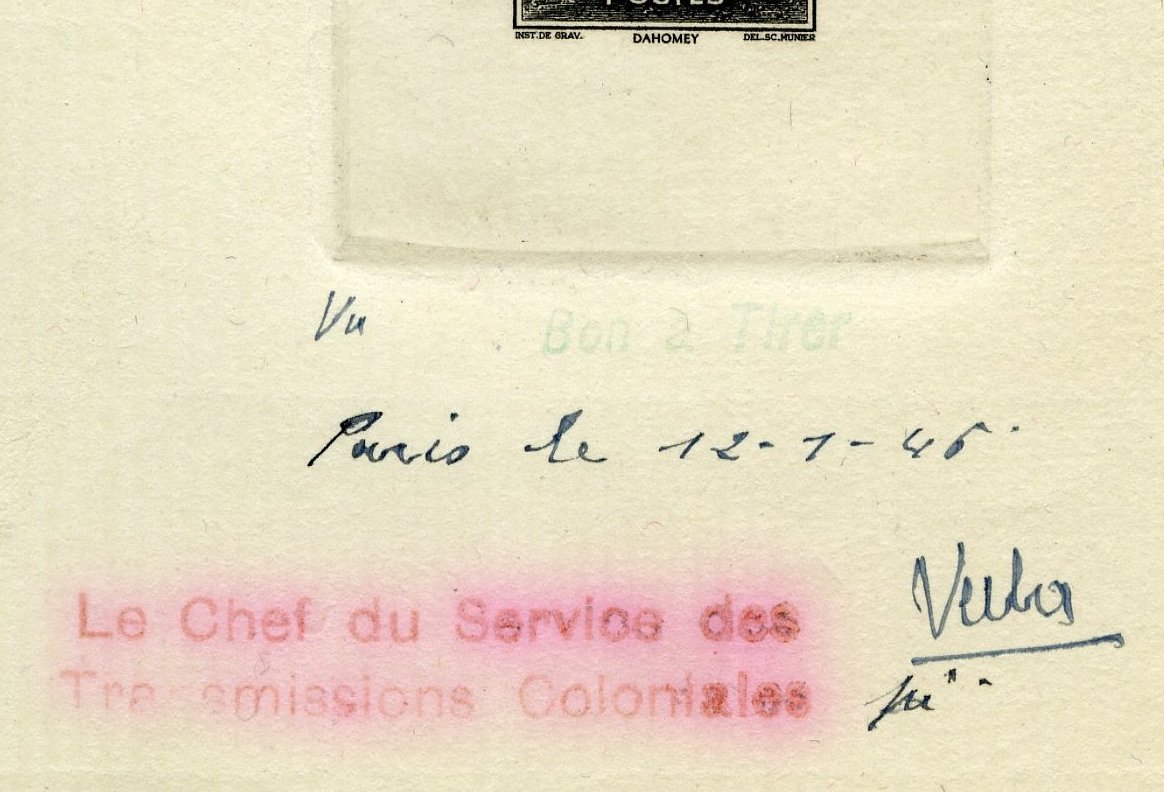 POSTES
INST.DE GRAV. DAHOMEY DEL.SC.MUNIER
Vu Bon à Tirer
Paris le 12-1-46
Le Chef du Service des
Transmissions Coloniales